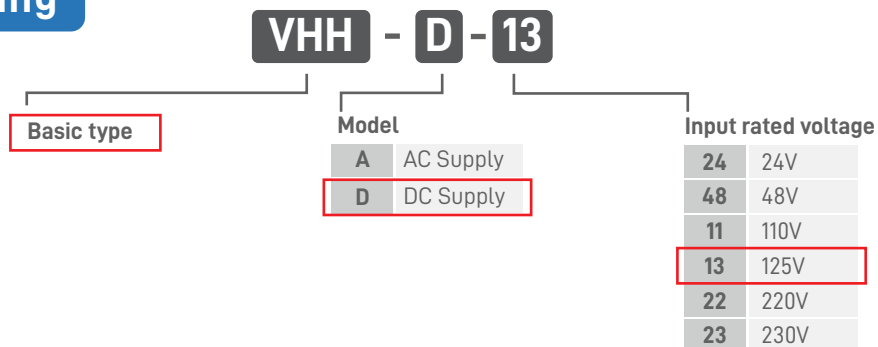 VHH - D - 13
Basic type
Model
A AC Supply
D DC Supply
Input rated voltage
24 24V
48 48V
11 110V
13 125V
22 220V
23 230V